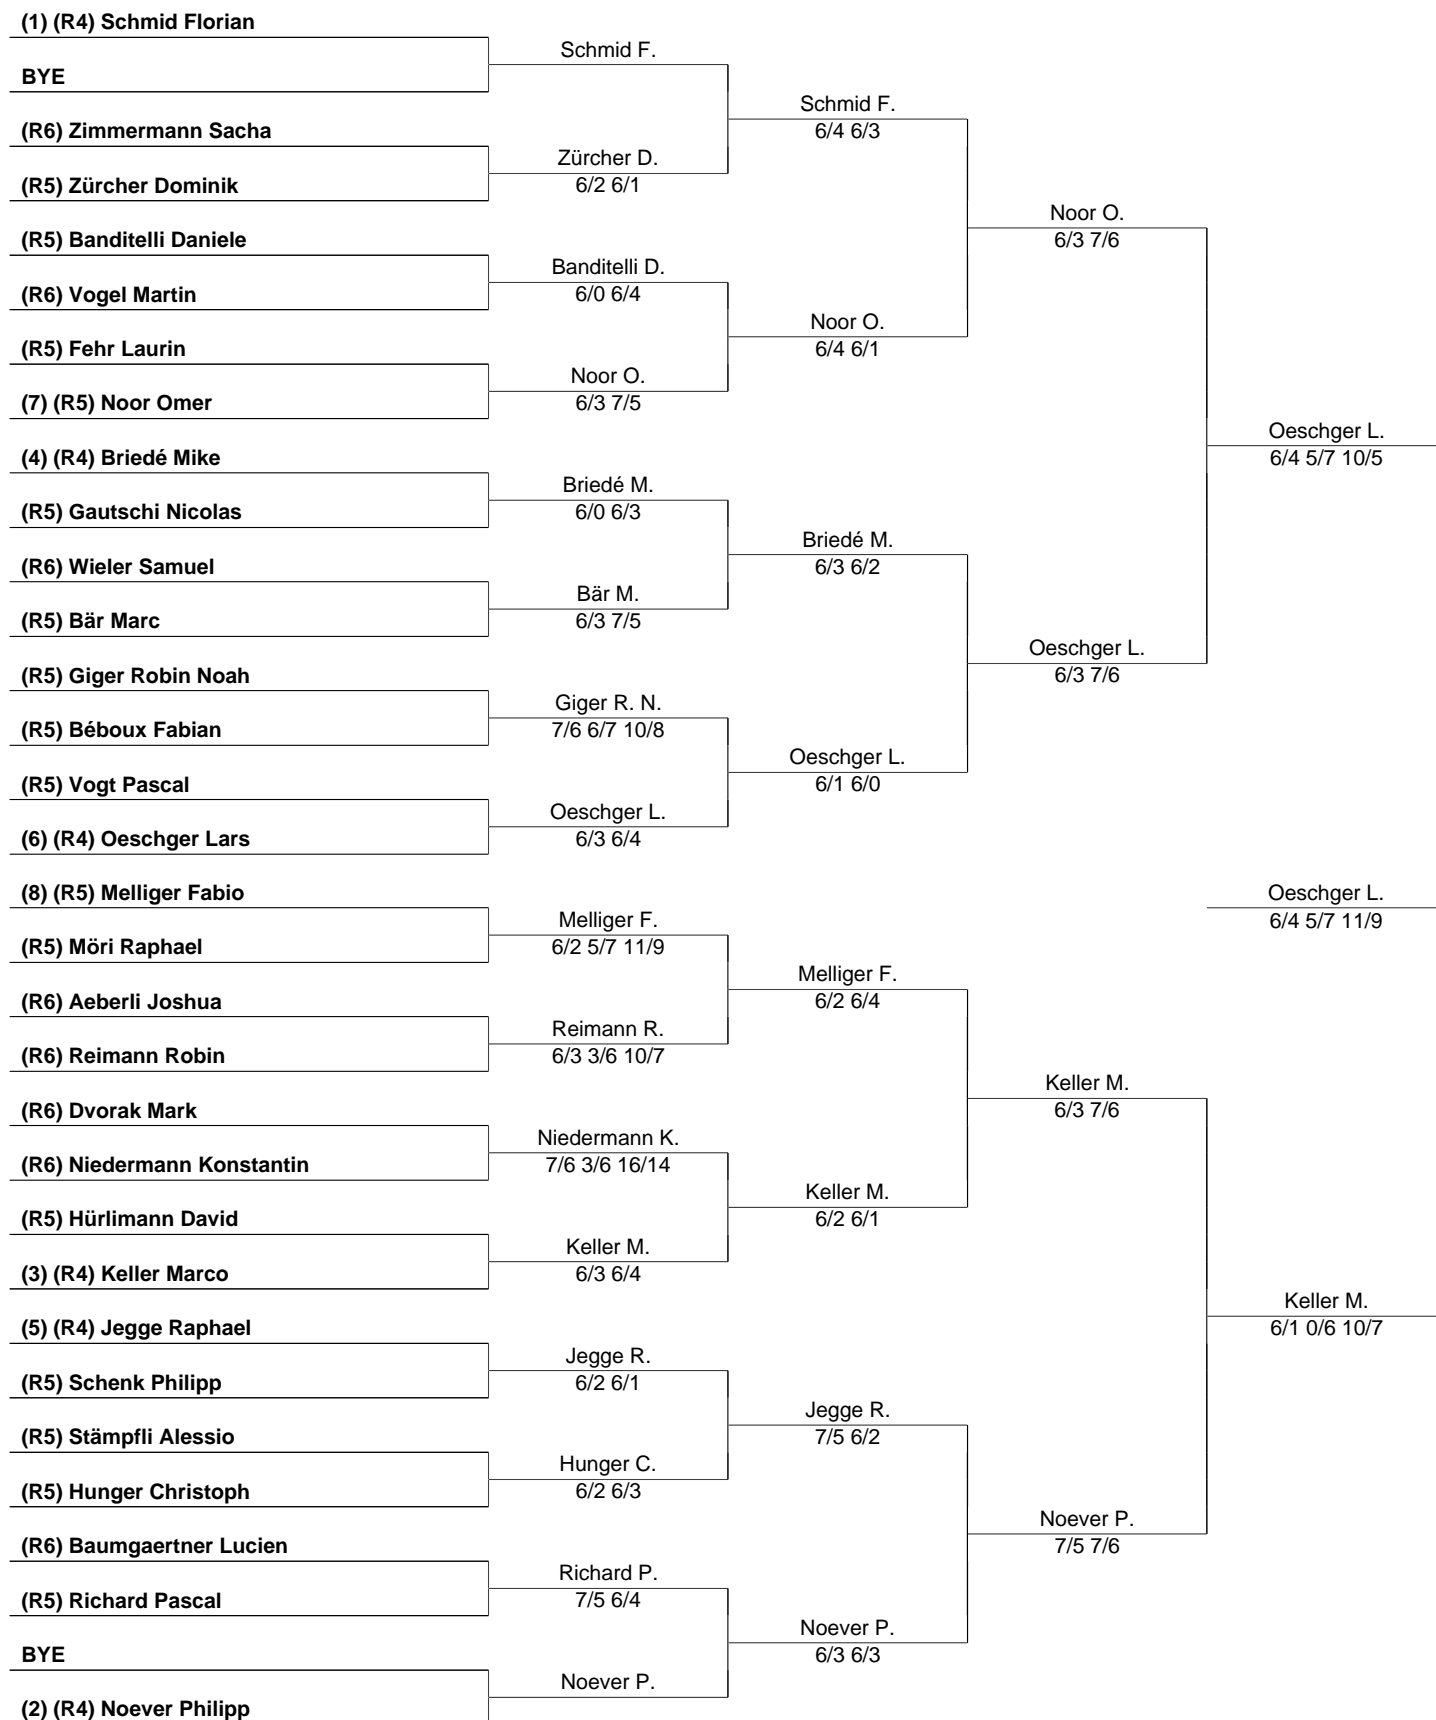 (1) (R4) Schmid Florian
Schmid F.
BYE
Schmid F.
6/4 6/3
(R6) Zimmermann Sacha
Zürcher D.
6/2 6/1
(R5) Zürcher Dominik
Noor O.
6/3 7/6
(R5) Banditelli Daniele
Banditelli D.
6/0 6/4
(R6) Vogel Martin
Noor O.
6/4 6/1
(R5) Fehr Laurin
Noor O.
6/3 7/5
(7) (R5) Noor Omer
Oeschger L.
6/4 5/7 10/5
(4) (R4) Briedé Mike
Briedé M.
6/0 6/3
(R5) Gautschi Nicolas
Briedé M.
6/3 6/2
(R6) Wieler Samuel
Bär M.
6/3 7/5
(R5) Bär Marc
Oeschger L.
6/3 7/6
(R5) Giger Robin Noah
Giger R. N.
7/6 6/7 10/8
(R5) Béboux Fabian
Oeschger L.
6/1 6/0
(R5) Vogt Pascal
Oeschger L.
6/3 6/4
(6) (R4) Oeschger Lars
(8) (R5) Melliger Fabio
Oeschger L.
6/4 5/7 11/9
Melliger F.
6/2 5/7 11/9
(R5) Möri Raphael
Melliger F.
6/2 6/4
(R6) Aeberli Joshua
Reimann R.
6/3 3/6 10/7
(R6) Reimann Robin
Keller M.
6/3 7/6
(R6) Dvorak Mark
Niedermann K.
7/6 3/6 16/14
(R6) Niedermann Konstantin
Keller M.
6/2 6/1
(R5) Hürlimann David
Keller M.
6/3 6/4
(3) (R4) Keller Marco
Keller M.
6/1 0/6 10/7
(5) (R4) Jegge Raphael
Jegge R.
6/2 6/1
(R5) Schenk Philipp
Jegge R.
7/5 6/2
(R5) Stämpfli Alessio
Hunger C.
6/2 6/3
(R5) Hunger Christoph
Noever P.
7/5 7/6
(R6) Baumgaertner Lucien
Richard P.
7/5 6/4
(R5) Richard Pascal
Noever P.
6/3 6/3
BYE
Noever P.
(2) (R4) Noever Philipp